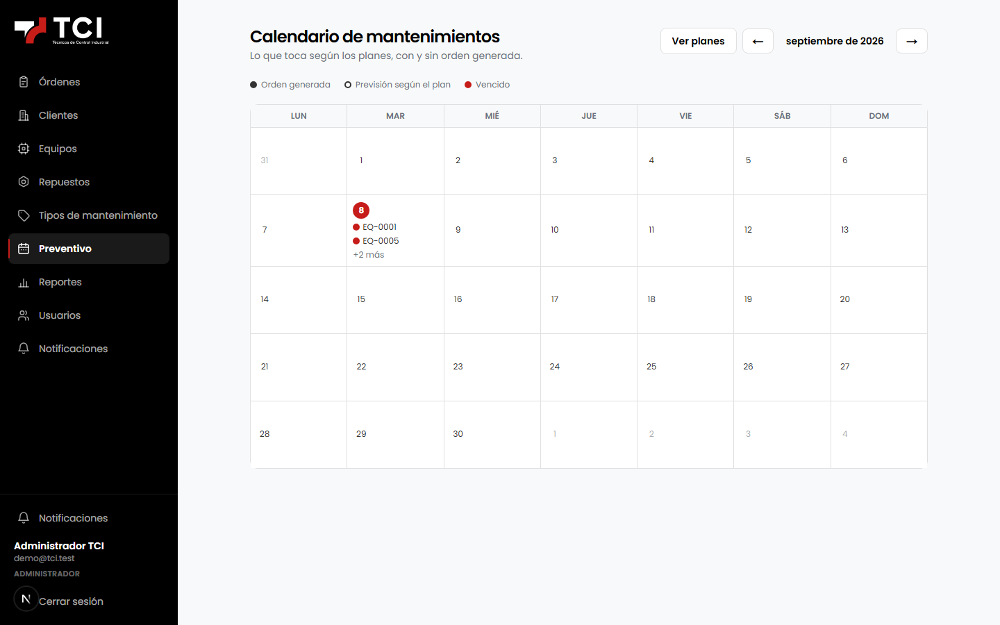 TCI
Técnicos de Control Industrial
Órdenes
Clientes
Equipos
Repuestos
Tipos de mantenimiento
Preventivo
Reportes
Usuarios
Notificaciones
Notificaciones
Administrador TCI
demo@tci.test
ADMINISTRADOR
N
Cerrar sesión
Calendario de mantenimientos
Lo que toca según los planes, con y sin orden generada.
Ver planes ← septiembre de 2026 →
Orden generada Previsión según el plan Vencido
LUN MAR MIÉ JUE VIE SÁB DOM
31 1 2 3 4 5 6
7 8 9 10 11 12 13
EQ-0001
EQ-0005
+2 más
14 15 16 17 18 19 20
21 22 23 24 25 26 27
28 29 30 1 2 3 4